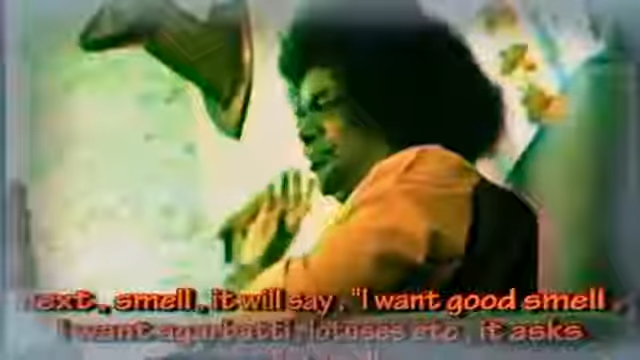 next , smell , it will say , "I want good smell ,
I want agarbatti, lotuses etc , it asks